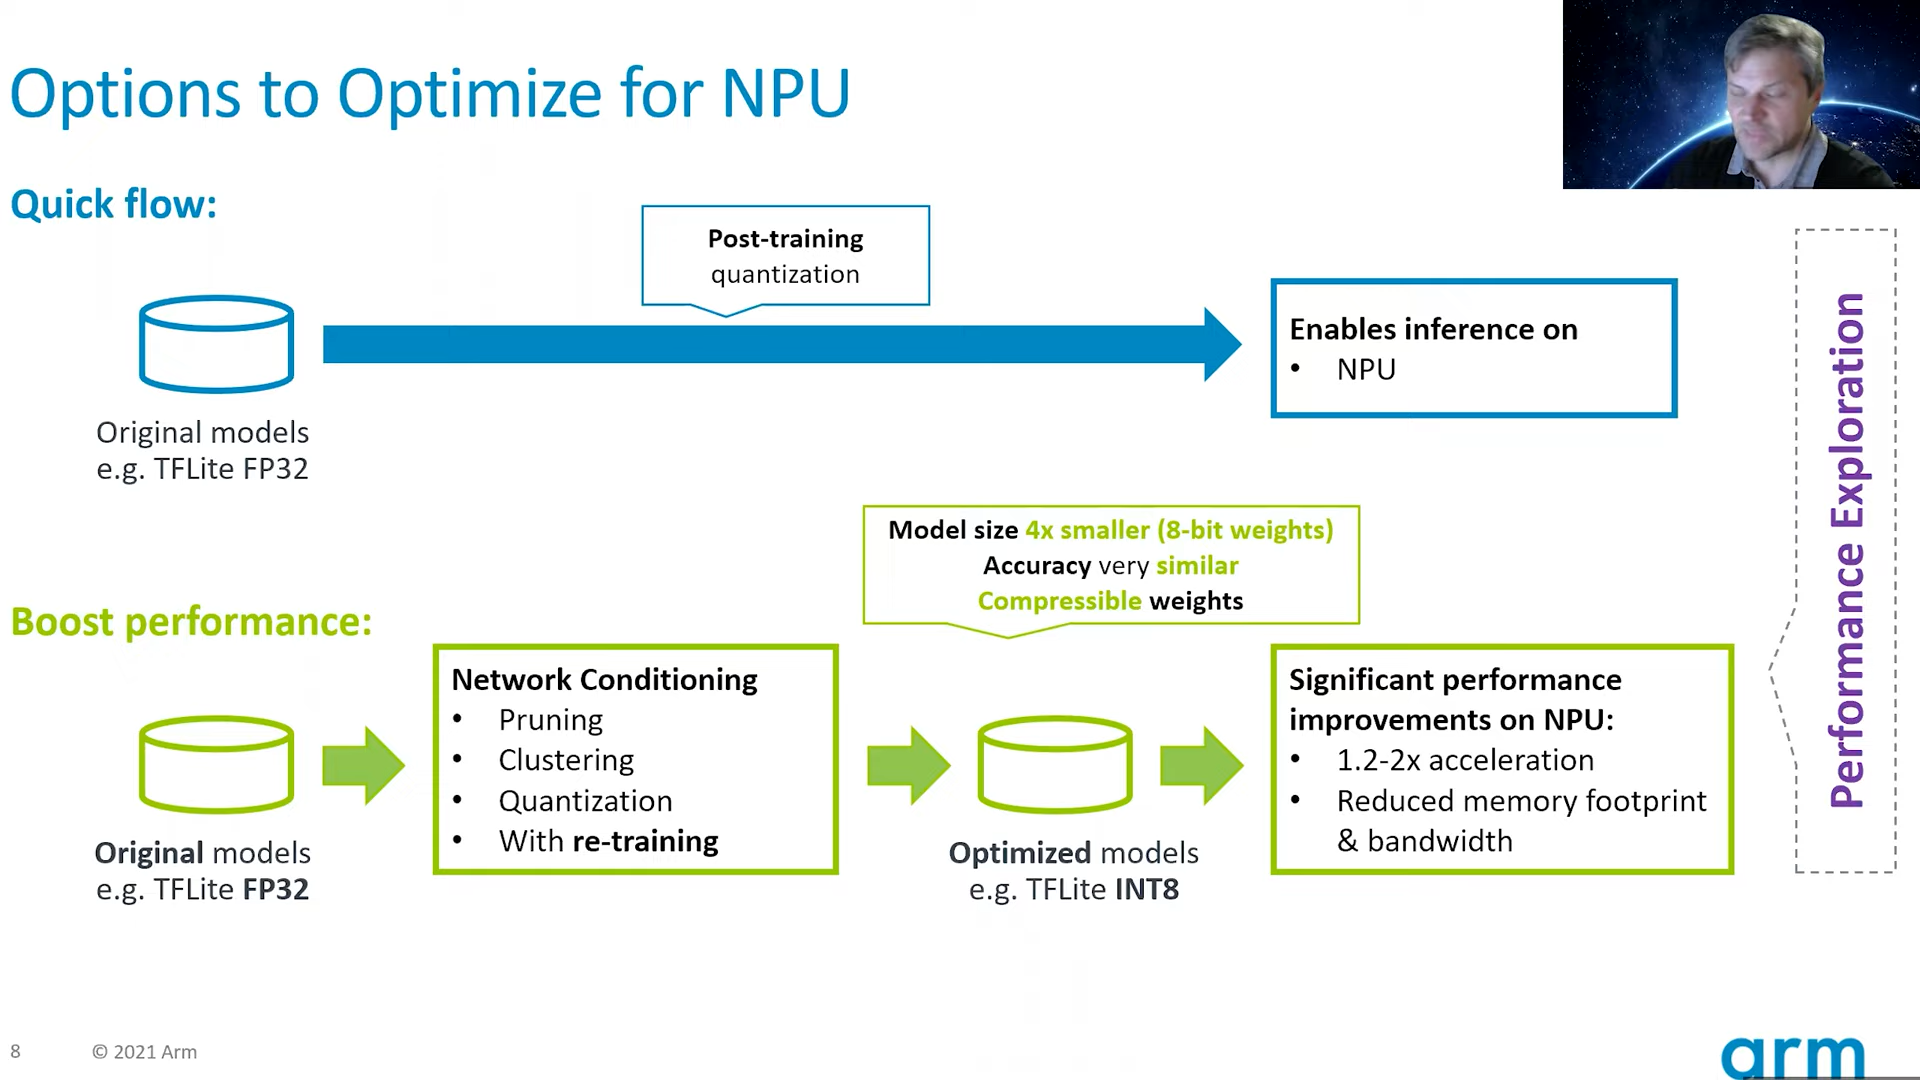 Options to Optimize for NPU
Quick flow:
Post-training
quantization
Original models
e.g. TFLite FP32
Enables inference on
• NPU
Performance Exploration
Boost performance:
Model size 4x smaller (8-bit weights)
Accuracy very similar
Compressible weights
Original models
e.g. TFLite FP32
Network Conditioning
• Pruning
• Clustering
• Quantization
• With re-training
Optimized models
e.g. TFLite INT8
Significant performance
improvements on NPU:
• 1.2-2x acceleration
• Reduced memory footprint
& bandwidth
8
© 2021 Arm
arm